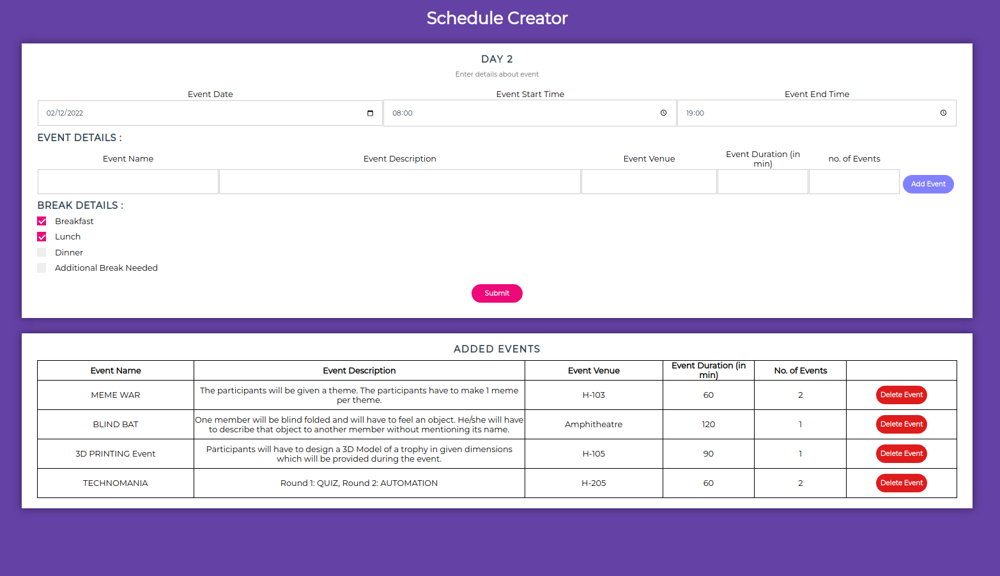 Schedule Creator
DAY 2
Enter details about event
Event Date Event Start Time Event End Time
02/12/2022 08:00 19:00
EVENT DETAILS :
Event Name Event Description Event Venue Event Duration (in min) no. of Events
Add Event
BREAK DETAILS :
Breakfast
Lunch
Dinner
Additional Break Needed
Submit
ADDED EVENTS
Event Name Event Description Event Venue Event Duration (in min) No. of Events
MEME WAR The participants will be given a theme. The participants have to make 1 meme per theme. H-103 60 2 Delete Event
BLIND BAT One member will be blind folded and will have to feel an object. He/she will have to describe that object to another member without mentioning its name. Amphitheatre 120 1 Delete Event
3D PRINTING Event Participants will have to design a 3D Model of a trophy in given dimensions which will be provided during the event. H-105 90 1 Delete Event
TECHNOMANIA Round 1: QUIZ, Round 2: AUTOMATION H-205 60 2 Delete Event